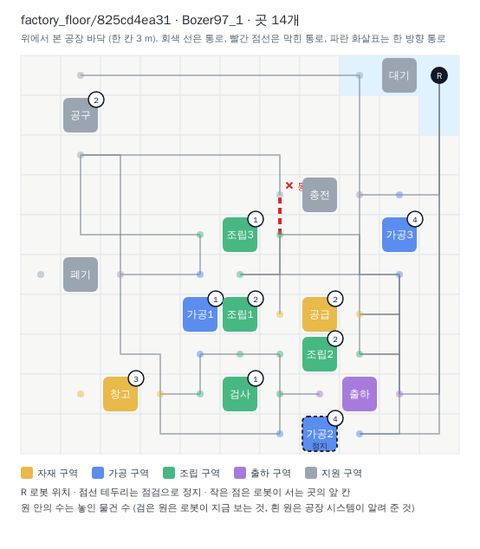 factory_floor/825cd4ea31 · Bozer97_1 · 곳 14개
위에서 본 공장 바닥 (한 칸 3 m). 회색 선은 통로, 빨간 점선은 막힌 통로, 파란 화살표는 한 방향 통로
대기
R
2
공구
×
충전
1
조립3
4
가공3
폐기
1
가공1
2
조립1
2
공급
2
조립2
3
창고
1
검사
출하
4
가공2
정지
자재 구역
가공 구역
조립 구역
출하 구역
지원 구역
R 로봇 위치 · 점선 테두리는 점검으로 정지 · 작은 점은 로봇이 서는 곳의 앞 칸
원 안의 수는 놓인 물건 수 (검은 원은 로봇이 지금 보는 것, 흰 원은 공장 시스템이 알려 준 것)